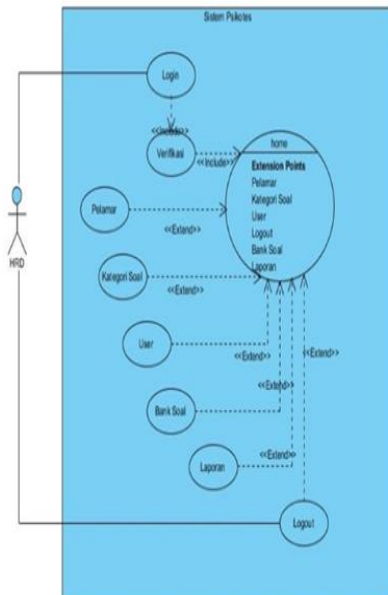 Sistem Psikotes
Login
<<Include>>
Verifikasi
<<Include>>
home
Extension Points
Pelamar
Kategori Soal
User
Logout
Bank Soal
Laporan
Pelamar
<<Extend>>
HRD
Kategori Soal
<<Extend>>
User
<<Extend>>
<<Extend>>
Bank Soal
<<Extend>>
Laporan
<<Extend>>
Logout